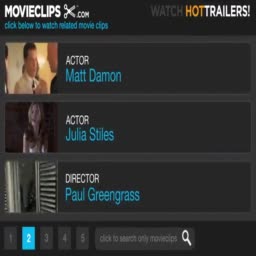 MOVIECLIPS .COM
WATCH HOTTRAILERS!
click below to watch related movie clips
ACTOR
Matt Damon
ACTOR
Julia Stiles
DIRECTOR
Paul Greengrass
1 2 3 4 5 click to search only movieclips